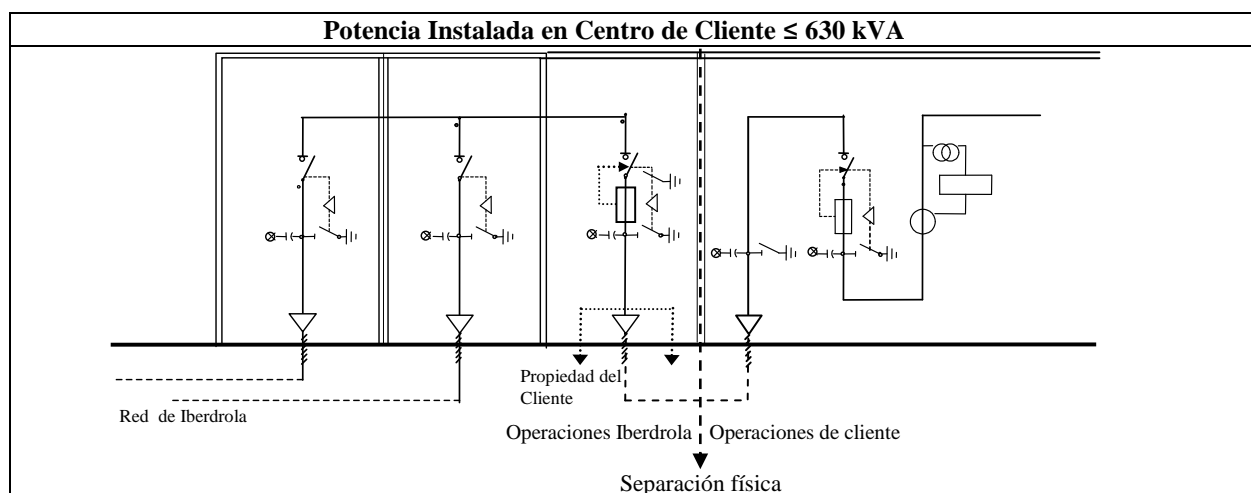 Potencia Instalada en Centro de Cliente ≤ 630 kVA
Propiedad del
Cliente
Red de Iberdrola
Operaciones Iberdrola
Operaciones de cliente
Separación física